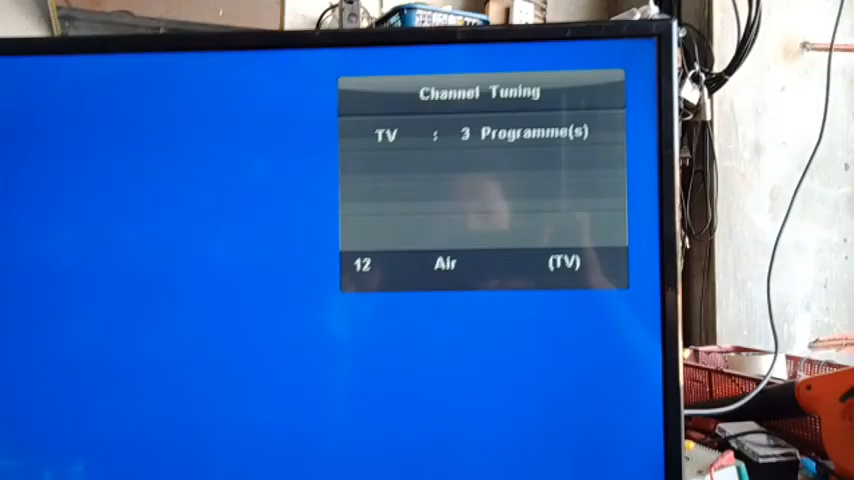 Channel Tuning
TV : 3 Programme(s)
12 Air (TV)